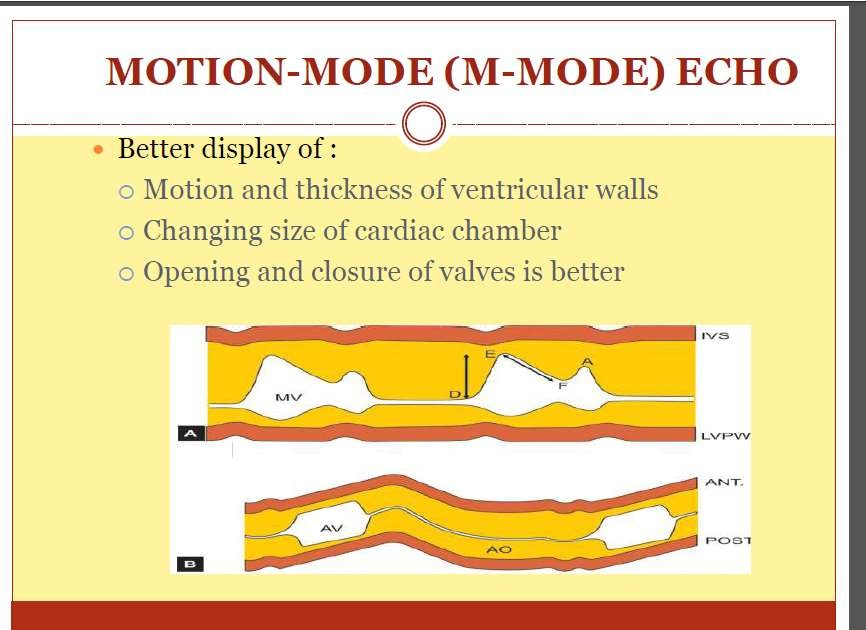 MOTION-MODE (M-MODE) ECHO
Better display of :
Motion and thickness of ventricular walls
Changing size of cardiac chamber
Opening and closure of valves is better
IVS
E
A
F
D
MV
A
LVPW
ANT.
AV
AO
POST
B